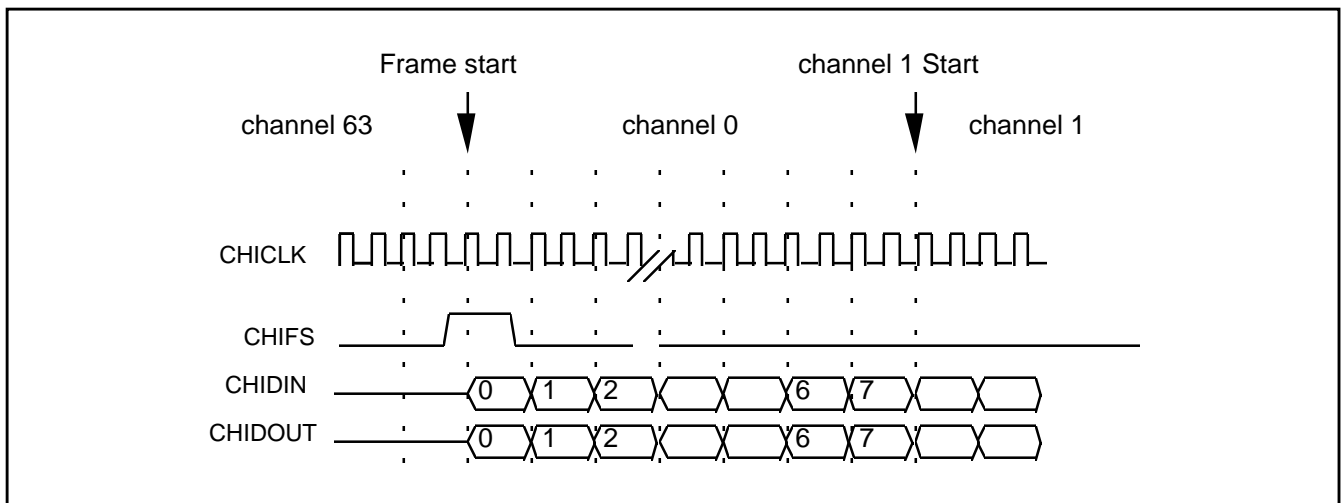 Frame start
channel 1 Start
channel 63
channel 0
channel 1
CHICLK
CHIFS
CHIDIN
0 1 2 6 7
CHIDOUT
0 1 2 6 7